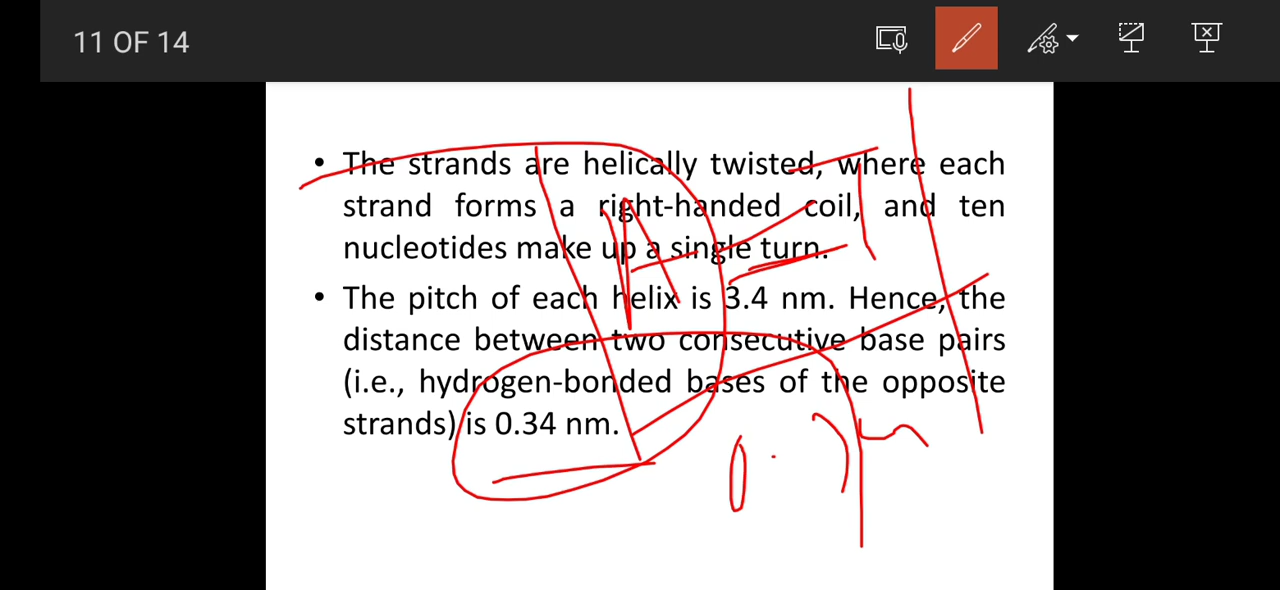 11 OF 14
• The strands are helically twisted, where each
strand forms a right-handed coil, and ten
nucleotides make up a single turn.
• The pitch of each helix is 3.4 nm. Hence, the
distance between two consecutive base pairs
(i.e., hydrogen-bonded bases of the opposite
strands) is 0.34 nm.
A = T